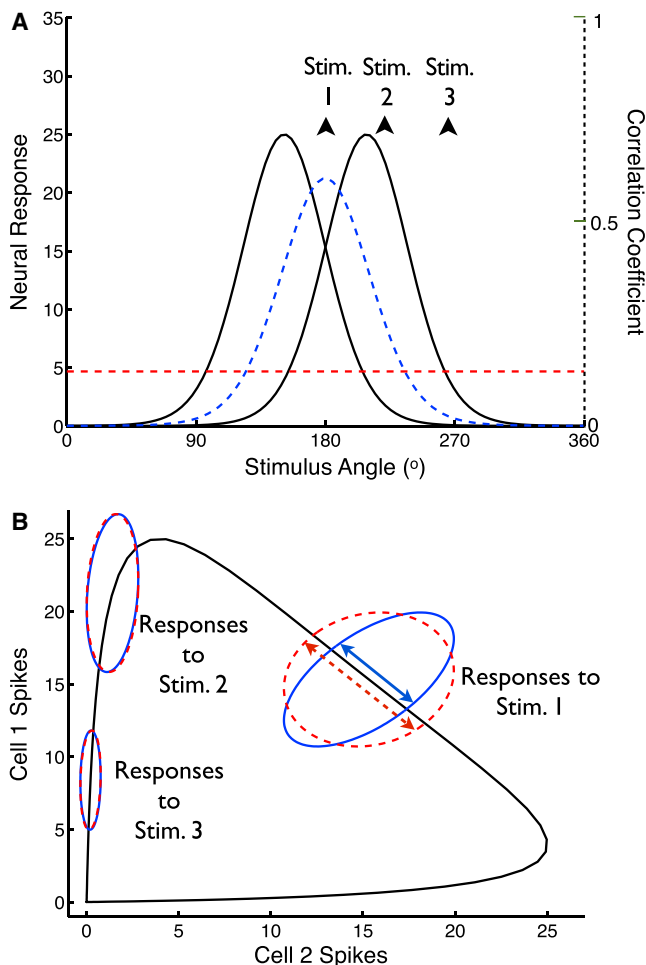 A
35
30
25
20
15
10
5
0
Neural Response
Stim.
1
Stim.
2
Stim.
3
1
0.5
0
Correlation Coefficient
0 90 180 270 360
Stimulus Angle (o)
B
25
20
15
10
5
0
Cell 1 Spikes
Responses
to
Stim. 2
Responses to
Stim. 1
Responses
to
Stim. 3
0 5 10 15 20 25
Cell 2 Spikes